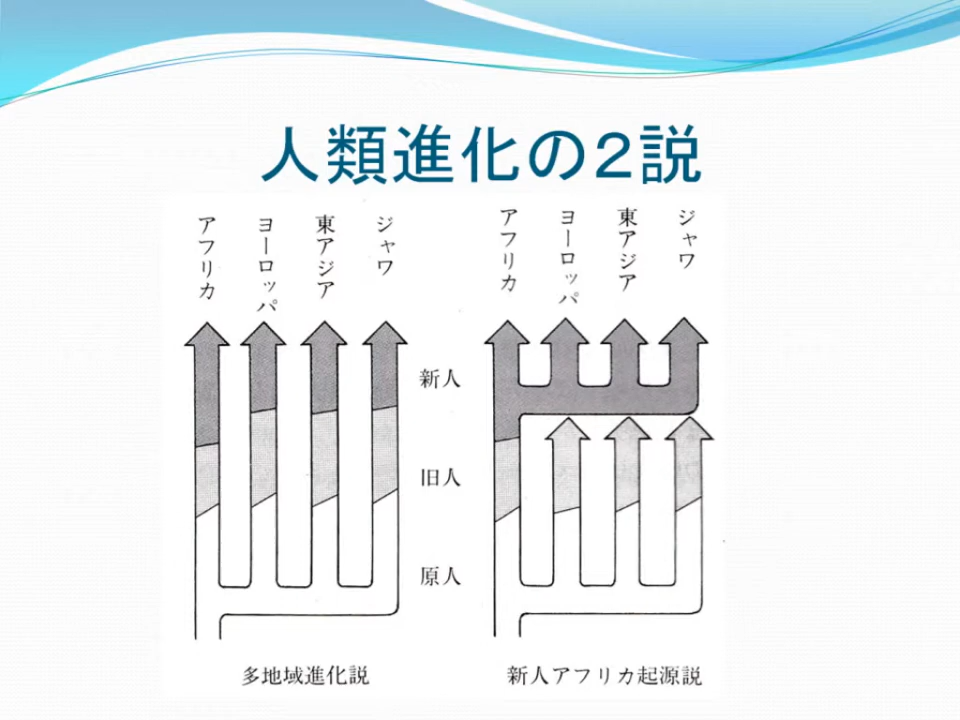 人類進化の2説
アフリカ
ヨーロッパ
東アジア
ジャワ
アフリカ
ヨーロッパ
東アジア
ジャワ
新人
旧人
原人
多地域進化説
新人アフリカ起源説